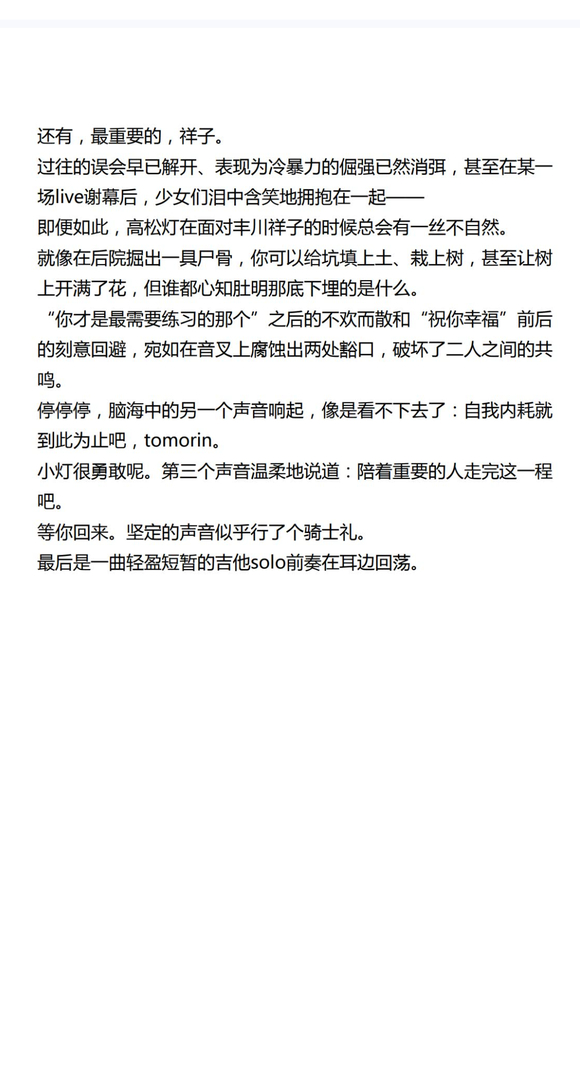 还有，最重要的，祥子。
过往的误会早已解开、表现为冷暴力的倔强已然消弭，甚至在某一
场live谢幕后，少女们泪中含笑地拥抱在一起——
即便如此，高松灯在面对丰川祥子的时候总会有一丝不自然。
就像在后院掘出一具尸骨，你可以给坑填上土、栽上树，甚至让树
上开满了花，但谁都心知肚明那底下埋的是什么。
“你才是最需要练习的那个”之后的不欢而散和“祝你幸福”前后
的刻意回避，宛如在音叉上腐蚀出两处豁口，破坏了二人之间的共
鸣。
停停停，脑海中的另一个声音响起，像是看不下去了：自我内耗就
到此为止吧，tomorin。
小灯很勇敢呢。第三个声音温柔地说道：陪着重要的人走完这一程
吧。
等你回来。坚定的声音似乎行了个骑士礼。
最后是一曲轻盈短暂的吉他solo前奏在耳边回荡。